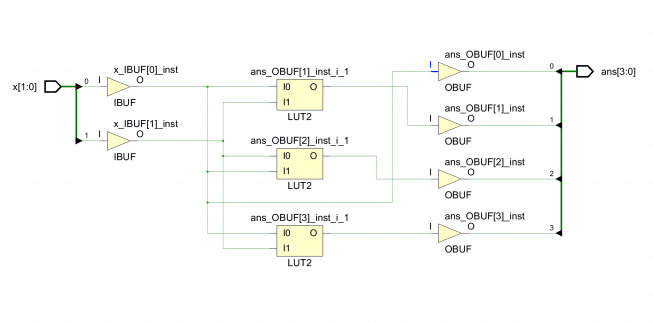 x[1:0]
0
1
x_IBUF[0]_inst
I
O
IBUF
x_IBUF[1]_inst
I
O
IBUF
ans_OBUF[1]_inst_i_1
I0
O
I1
LUT2
ans_OBUF[2]_inst_i_1
I0
O
I1
LUT2
ans_OBUF[3]_inst_i_1
I0
O
I1
LUT2
ans_OBUF[0]_inst
I
O
OBUF
ans_OBUF[1]_inst
I
O
OBUF
ans_OBUF[2]_inst
I
O
OBUF
ans_OBUF[3]_inst
I
O
OBUF
0
1
2
3
ans[3:0]